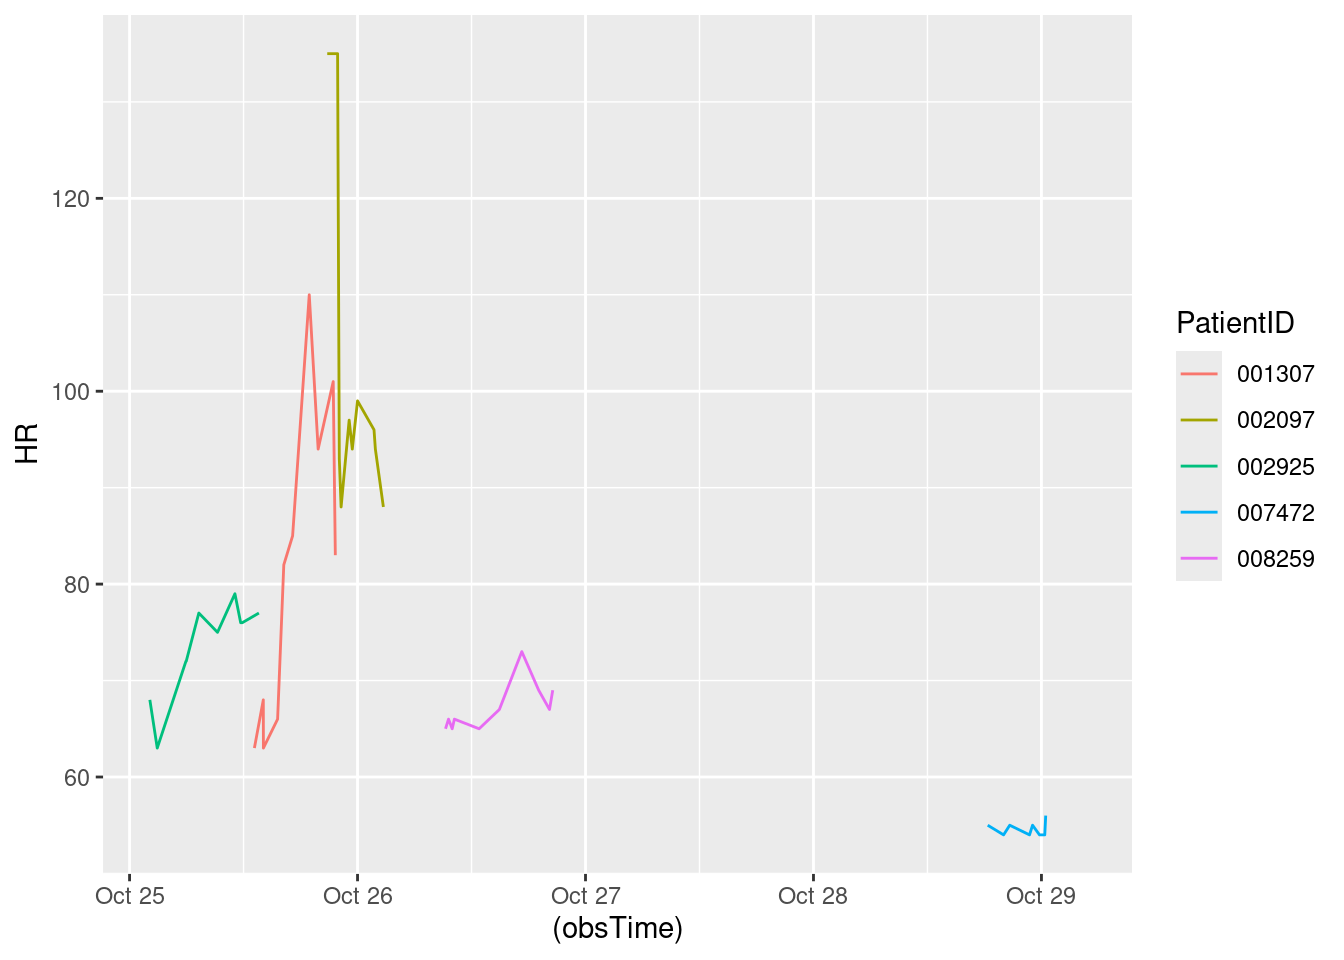 HR
120
100
80
60
Oct 25
Oct 26
Oct 27
Oct 28
Oct 29
(obsTime)
PatientID
001307
002097
002925
007472
008259